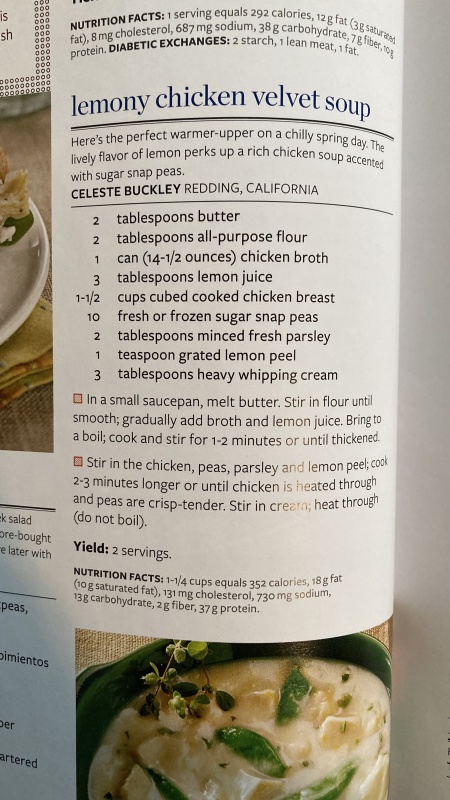 is
sh
NUTRITION FACTS: 1 serving equals 292 calories, 12 g fat (3 g saturated
fat), 8 mg cholesterol, 687 mg sodium, 38 g carbohydrate, 7 g fiber, 10 g
protein. DIABETIC EXCHANGES: 2 starch, 1 lean meat, 1 fat.
lemony chicken velvet soup
Here's the perfect warmer-upper on a chilly spring day. The
lively flavor of lemon perks up a rich chicken soup accented
with sugar snap peas.
CELESTE BUCKLEY REDDING, CALIFORNIA
2 tablespoons butter
2 tablespoons all-purpose flour
1 can (14-1/2 ounces) chicken broth
3 tablespoons lemon juice
1-1/2 cups cubed cooked chicken breast
10 fresh or frozen sugar snap peas
2 tablespoons minced fresh parsley
1 teaspoon grated lemon peel
3 tablespoons heavy whipping cream
In a small saucepan, melt butter. Stir in flour until
smooth; gradually add broth and lemon juice. Bring to
a boil; cook and stir for 1-2 minutes or until thickened.
Stir in the chicken, peas, parsley and lemon peel; cook
2-3 minutes longer or until chicken is heated through
and peas are crisp-tender. Stir in cream; heat through
(do not boil).
Yield: 2 servings.
NUTRITION FACTS: 1-1/4 cups equals 352 calories, 18 g fat
(10 g saturated fat), 131 mg cholesterol, 730 mg sodium,
13 g carbohydrate, 2 g fiber, 37 g protein.
k salad
ore-bought
e later with
peas,
pimientos
per
artered